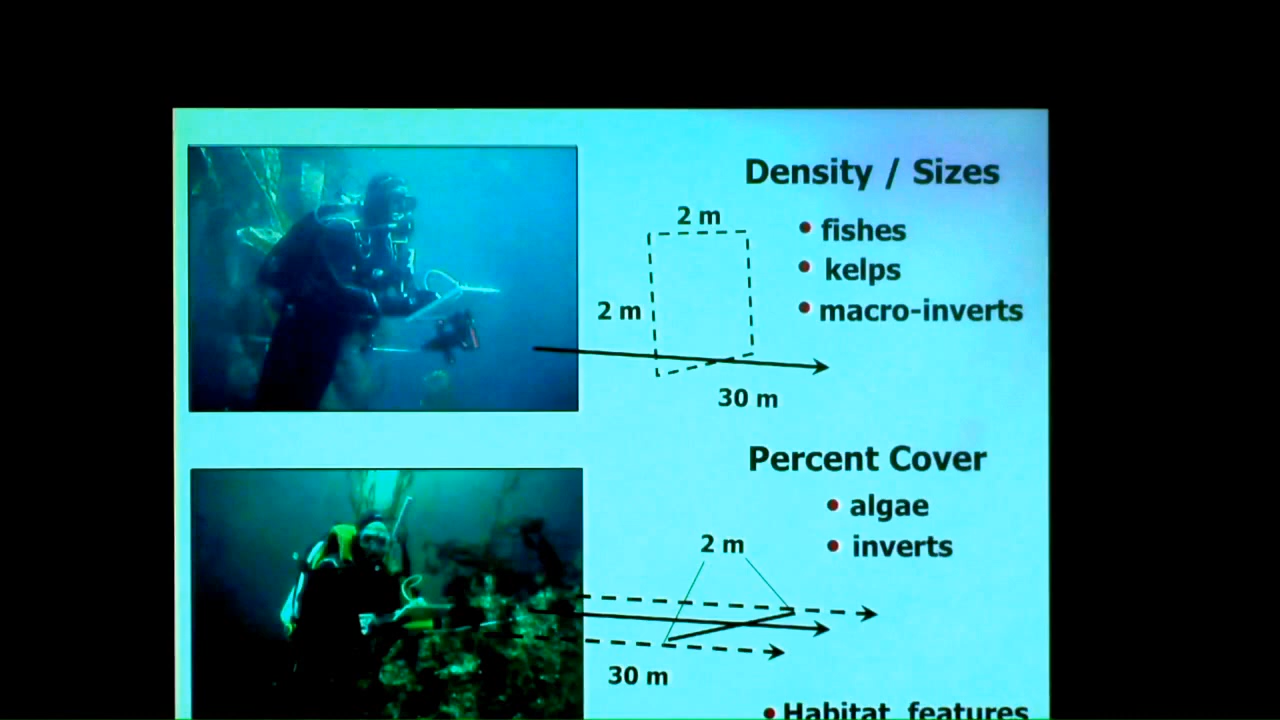 Density / Sizes
2 m
• fishes
• kelps
2 m
• macro-inverts
30 m
Percent Cover
• algae
2 m
• inverts
30 m
• Habitat features